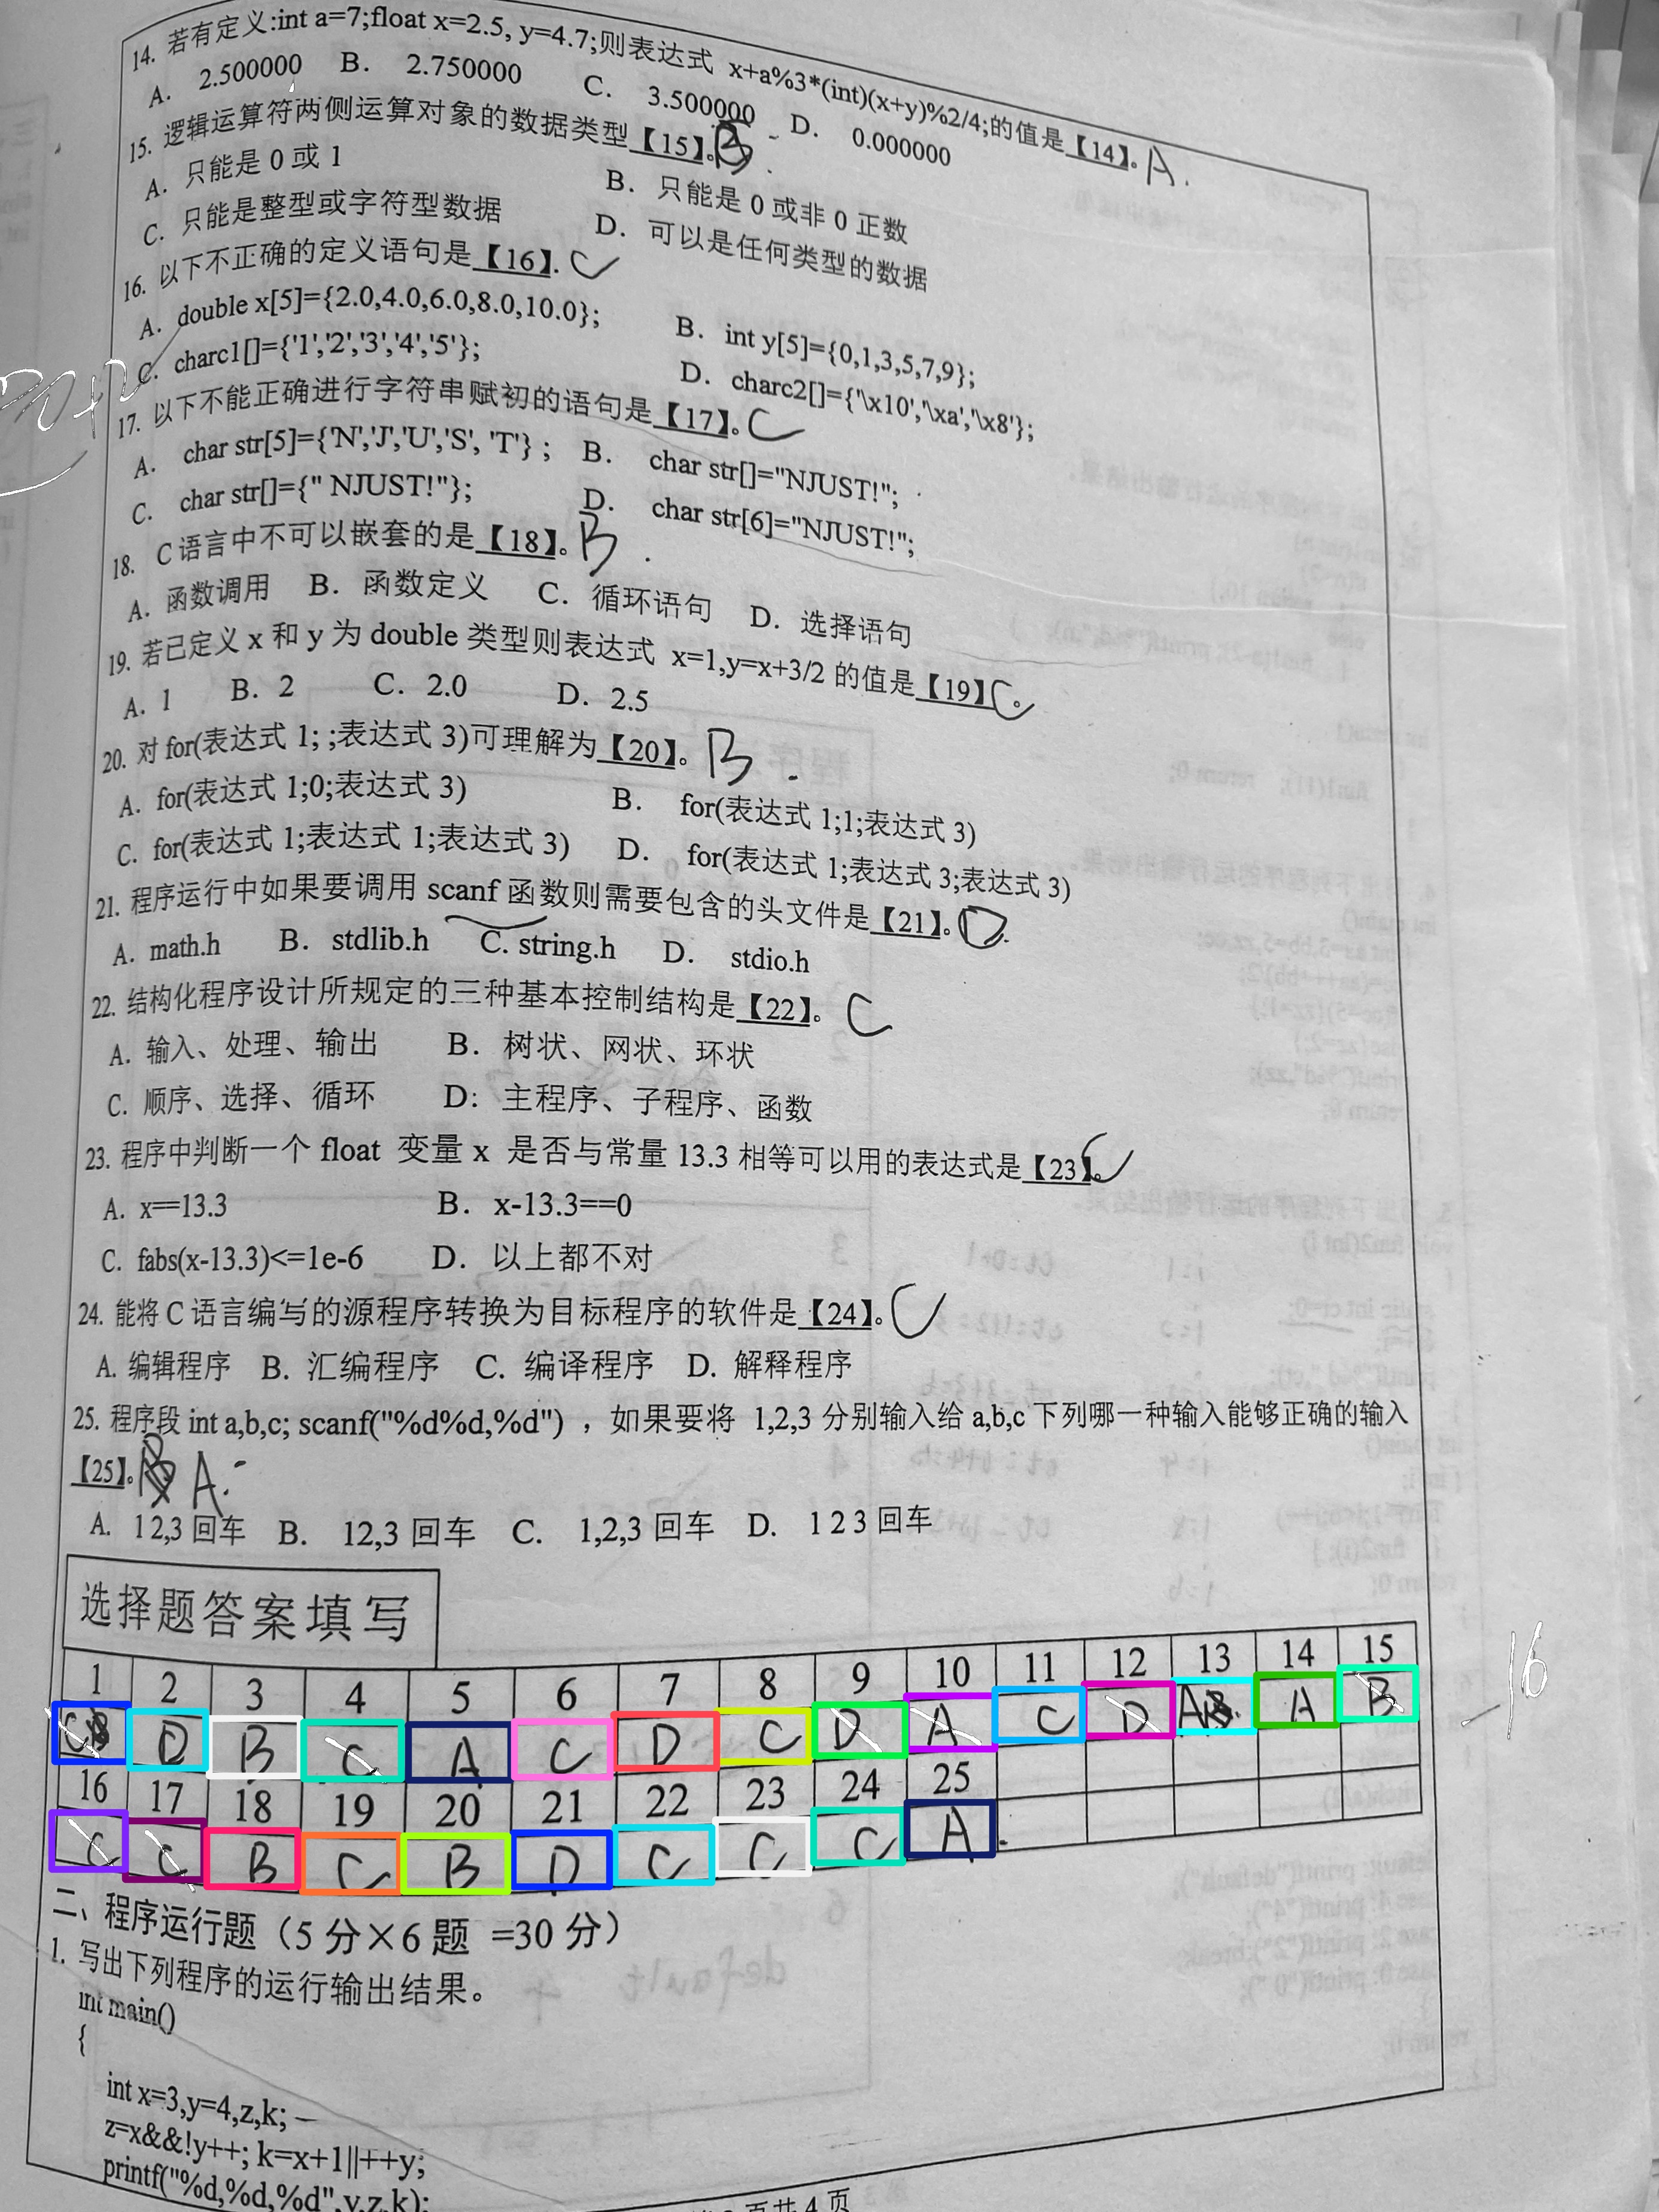 14. 若有定义:int a=7;float x=2.5, y=4.7;则表达式 x+a%3*(int)(x+y)%2/4;的值是【14】。A.
A. 2.500000 B. 2.750000 C. 3.500000 D. 0.000000
15. 逻辑运算符两侧运算对象的数据类型【15】。B
A. 只能是 0 或 1 B. 只能是 0 或非 0 正数
C. 只能是整型或字符型数据 D. 可以是任何类型的数据
16. 以下不正确的定义语句是【16】. C
A. double x[5]={2.0,4.0,6.0,8.0,10.0}; B. int y[5]={0,1,3,5,7,9};
C. charc1[]={'1','2','3','4','5'}; D. charc2[]={'\x10','\xa','\x8'};
17. 以下不能正确进行字符串赋初的语句是【17】。C
A. char str[5]={'N','J','U','S', 'T'} ; B. char str[]="NJUST!";
C. char str[]={" NJUST!"}; D. char str[6]="NJUST!";
18. C 语言中不可以嵌套的是【18】。B
A. 函数调用 B. 函数定义 C. 循环语句 D. 选择语句
19. 若已定义 x 和 y 为 double 类型则表达式 x=1,y=x+3/2 的值是【19】。C
A. 1 B. 2 C. 2.0 D. 2.5
20. 对 for(表达式 1; ;表达式 3)可理解为【20】。B
A. for(表达式 1;0;表达式 3) B. for(表达式 1;1;表达式 3)
C. for(表达式 1;表达式 1;表达式 3) D. for(表达式 1;表达式 3;表达式 3)
21. 程序运行中如果要调用 scanf 函数则需要包含的头文件是【21】。D
A. math.h B. stdlib.h C. string.h D. stdio.h
22. 结构化程序设计所规定的三种基本控制结构是【22】。C
A. 输入、处理、输出 B. 树状、网状、环状
C. 顺序、选择、循环 D: 主程序、子程序、函数
23. 程序中判断一个 float 变量 x 是否与常量 13.3 相等可以用的表达式是【23】。C
A. x==13.3 B. x-13.3==0
C. fabs(x-13.3)<=1e-6 D. 以上都不对
24. 能将 C 语言编写的源程序转换为目标程序的软件是【24】。C
A. 编辑程序 B. 汇编程序 C. 编译程序 D. 解释程序
25. 程序段 int a,b,c; scanf("%d%d,%d") ，如果要将 1,2,3 分别输入给 a,b,c 下列哪一种输入能够正确的输入
【25】。A
A. 1 2,3 回车 B. 12,3 回车 C. 1,2,3 回车 D. 1 2 3 回车
选择题答案填写
1 2 3 4 5 6 7 8 9 10 11 12 13 14 15
C D B C A C D C D A C D A A B
-16
16 17 18 19 20 21 22 23 24 25
C C B C B D C C C A
二、程序运行题（5 分×6 题 =30 分）
1. 写出下列程序的运行输出结果。
int main()
{
int x=3,y=4,z,k;
z=x&&!y++; k=x+1||++y;
printf("%d,%d,%d",y,z,k);
页共 4 页